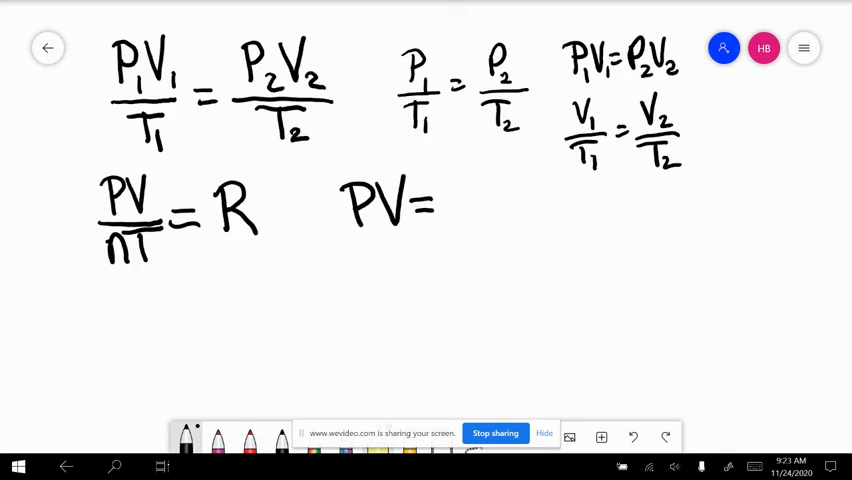 P₁V₁/T₁ = P₂V₂/T₂
P₁/T₁ = P₂/T₂
P₁V₁=P₂V₂
V₁/T₁ = V₂/T₂
HB
PV/nT = R
PV=
www.wevideo.com is sharing your screen.
Stop sharing
Hide
9:23 AM
11/24/2020